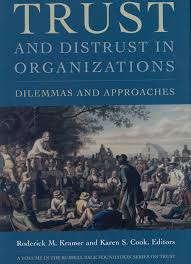 TRUST
AND DISTRUST IN
ORGANIZATIONS
DILEMMAS AND APPROACHES
Roderick M. Kramer and Karen S. Cook, Editors
A VOLUME IN THE RUSSELL SAGE FOUNDATION SERIES ON TRUST